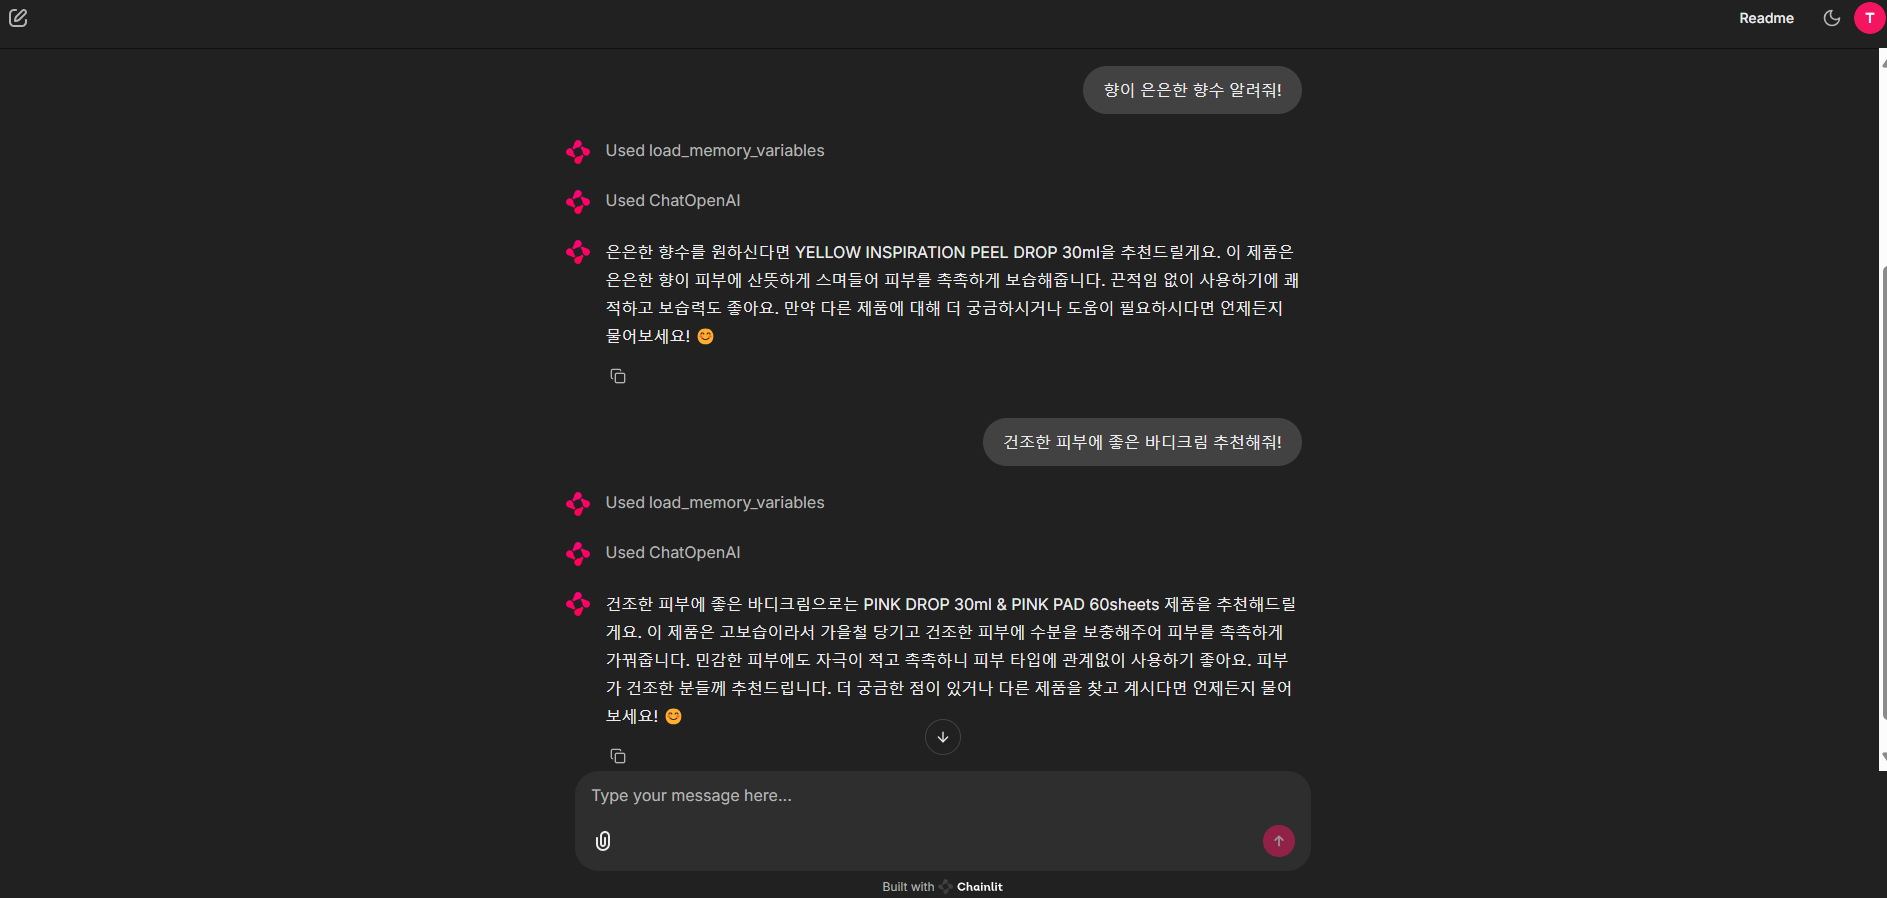 Readme
T
향이 은은한 향수 알려줘!
Used load_memory_variables
Used ChatOpenAI
은은한 향수를 원하신다면 YELLOW INSPIRATION PEEL DROP 30ml을 추천드릴게요. 이 제품은
은은한 향이 피부에 산뜻하게 스며들어 피부를 촉촉하게 보습해줍니다. 끈적임 없이 사용하기에 쾌
적하고 보습력도 좋아요. 만약 다른 제품에 대해 더 궁금하시거나 도움이 필요하시다면 언제든지
물어보세요! 😊
건조한 피부에 좋은 바디크림 추천해줘!
Used load_memory_variables
Used ChatOpenAI
건조한 피부에 좋은 바디크림으로는 PINK DROP 30ml & PINK PAD 60sheets 제품을 추천해드릴
게요. 이 제품은 고보습이라서 가을철 당기고 건조한 피부에 수분을 보충해주어 피부를 촉촉하게
가꿔줍니다. 민감한 피부에도 자극이 적고 촉촉하니 피부 타입에 관계없이 사용하기 좋아요. 피부
가 건조한 분들께 추천드립니다. 더 궁금한 점이 있거나 다른 제품을 찾고 계시다면 언제든지 물어
보세요! 😊
Type your message here...
Built with Chainlit